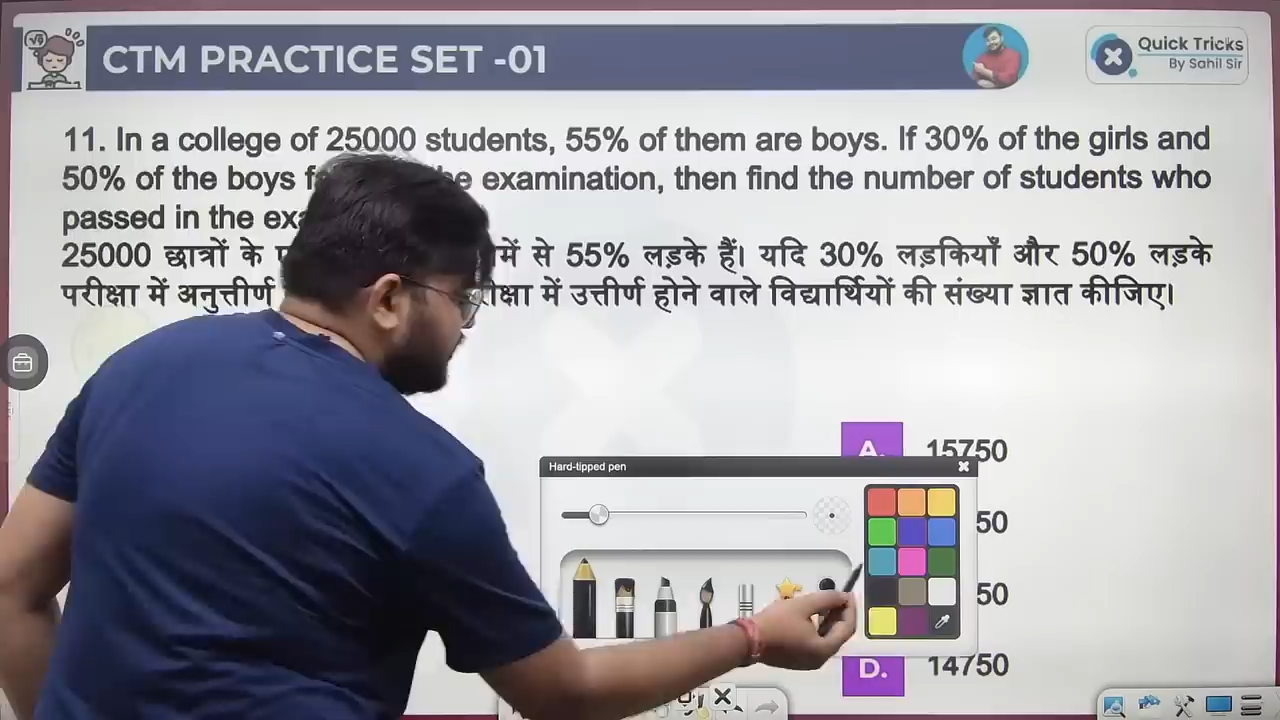 CTM PRACTICE SET -01
Quick Tricks
By Sahil Sir
11. In a college of 25000 students, 55% of them are boys. If 30% of the girls and
50% of the boys examination, then find the number of students who
passed in the
25000 छात्रों के में से 55% लड़के हैं। यदि 30% लड़कियाँ और 50% लड़के
परीक्षा में अनुत्तीर्ण में उत्तीर्ण होने वाले विद्यार्थियों की संख्या ज्ञात कीजिए।
A. 15750
Hard-tipped pen
50
50
D. 14750